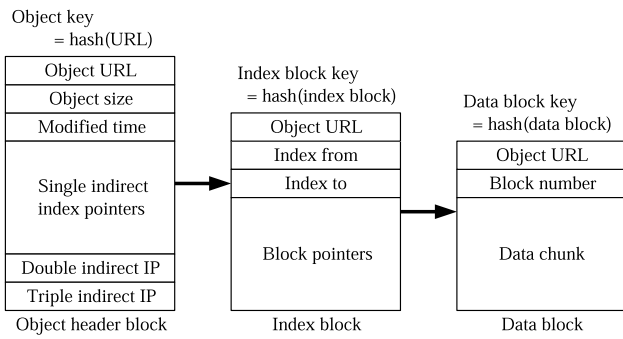 Object key
= hash(URL)
Object URL
Object size
Modified time
Single indirect
index pointers
Double indirect IP
Triple indirect IP
Object header block
Index block key
= hash(index block)
Object URL
Index from
Index to
Block pointers
Index block
Data block key
= hash(data block)
Object URL
Block number
Data chunk
Data block